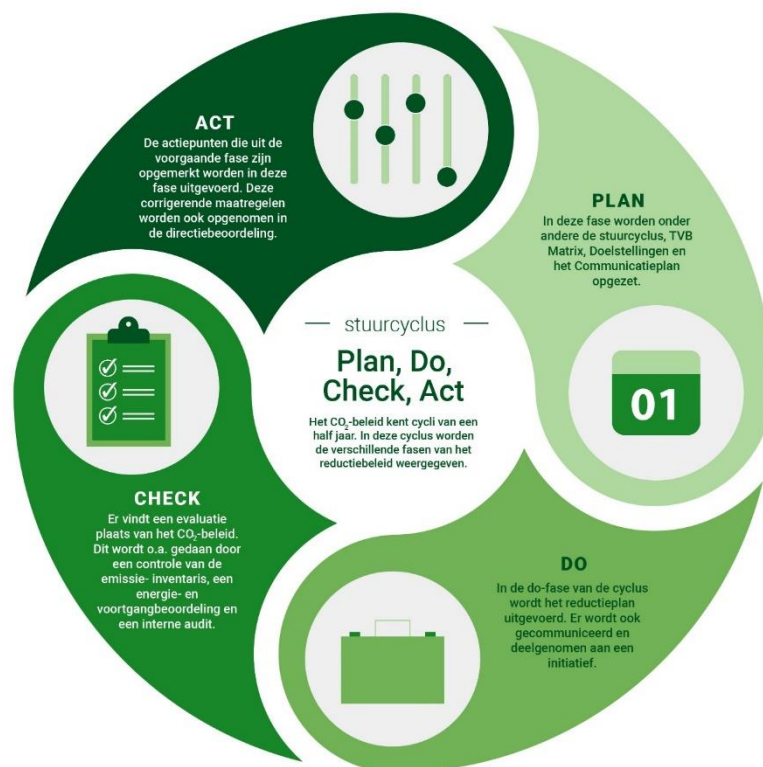 stuurcyclus
Plan, Do,
Check, Act
Het CO₂-beleid kent cycli van een
half jaar. In deze cyclus worden
de verschillende fasen van het
reductiebeleid weergegeven.
PLAN
In deze fase worden onder
andere de stuurcyclus, TVB
Matrix, Doelstellingen en
het Communicatieplan
opgezet.
01
DO
In de do-fase van de cyclus
wordt het reductieplan
uitgevoerd. Er wordt ook
gecommuniceerd en
deelgenomen aan een
initiatief.
CHECK
Er vindt een evaluatie
plaats van het CO₂-beleid.
Dit wordt o.a. gedaan door
een controle van de
emissie- inventaris, een
energie- en
voortgangbeoordeling en
een interne audit.
ACT
De actiepunten die uit de
voorgaande fase zijn
opgemerkt worden in deze
fase uitgevoerd. Deze
corrigerende maatregelen
worden ook opgenomen in
de directiebeoordeling.